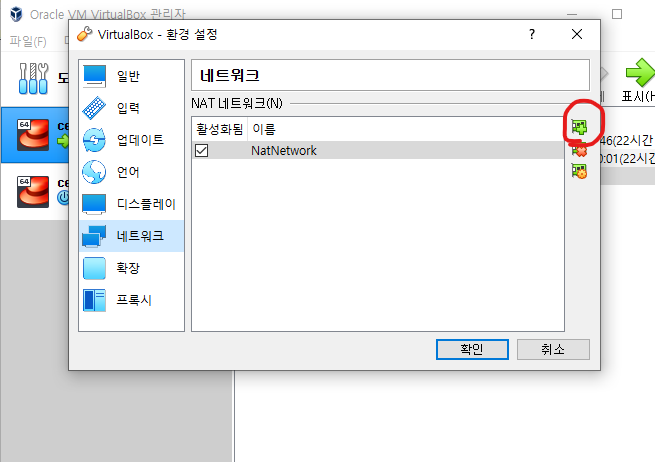 Oracle VM VirtualBox 관리자
파일(F)
VirtualBox - 환경 설정
?
일반
입력
업데이트
언어
디스플레이
네트워크
확장
프록시
네트워크
NAT 네트워크(N)
활성화됨 이름
NatNetwork
확인
취소
도
64
ce
64
ce
표시(H
46(22시간
0:01(22시간